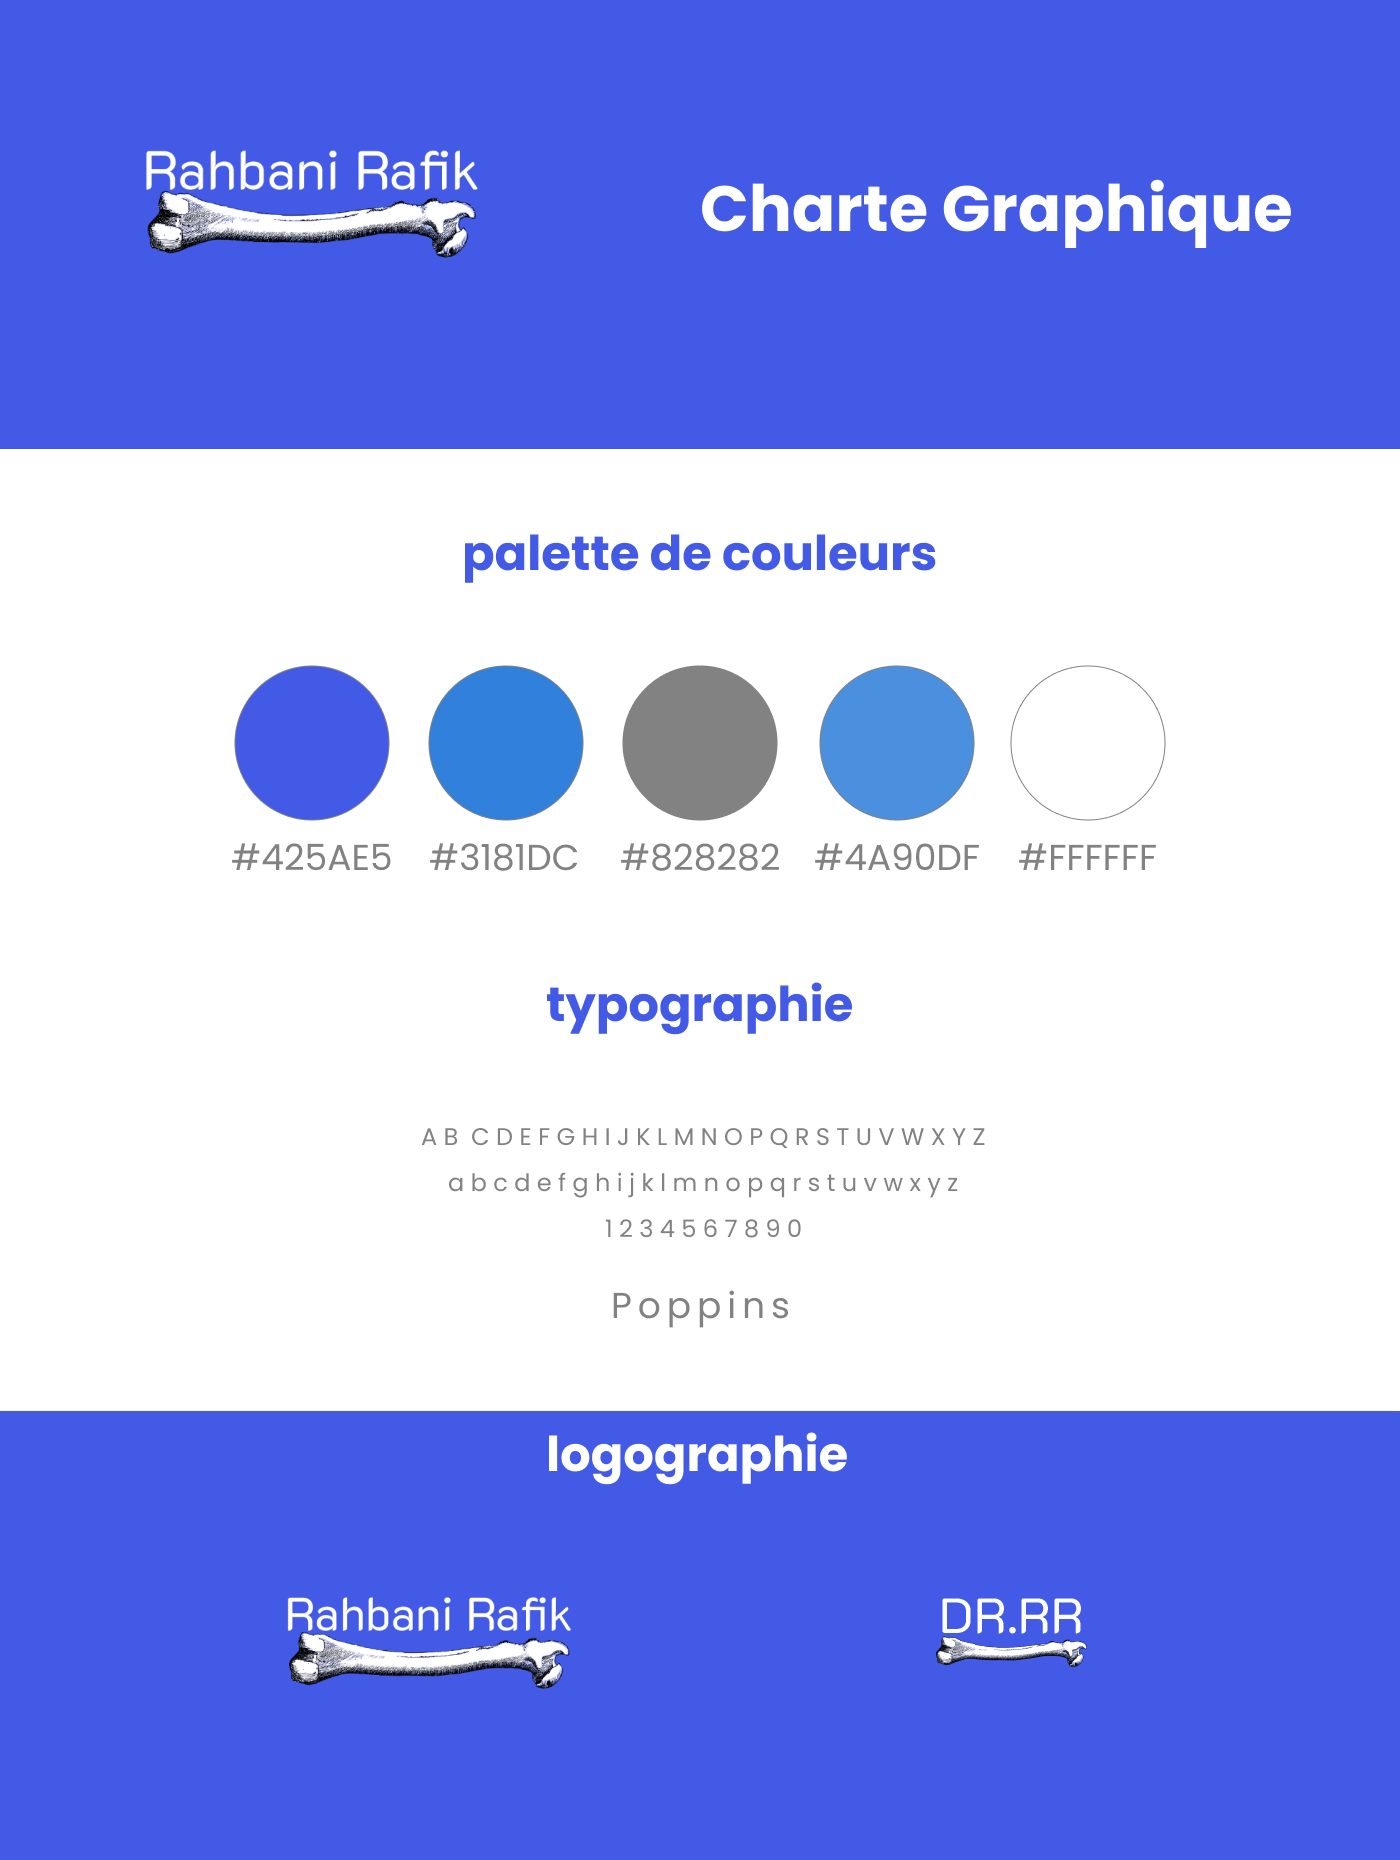 Rahbani Rafik
Charte Graphique
palette de couleurs
#425AE5 #3181DC #828282 #4A90DF #FFFFFF
typographie
A B C D E F G H I J K L M N O P Q R S T U V W X Y Z
a b c d e f g h i j k l m n o p q r s t u v w x y z
1 2 3 4 5 6 7 8 9 0
Poppins
logographie
Rahbani Rafik
DR.RR